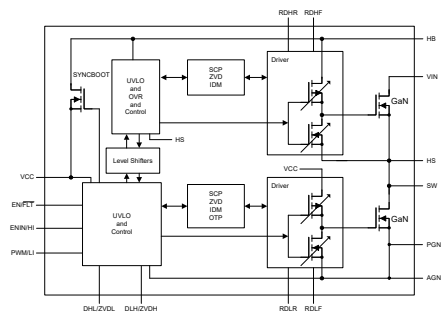 RDHR RDHF
HB
SYNCBOOT
UVLO
and
OVR
and
Control
SCP
ZVD
IDM
Driver
VIN
GaN
HS
HS
Level Shifters
VCC
VCC
SW
EN/FLT
ENIN/HI
PWM/LI
UVLO
and
Control
SCP
ZVD
IDM
OTP
Driver
GaN
PGN
AGN
DHL/ZVDL DLH/ZVDH
RDLR RDLF